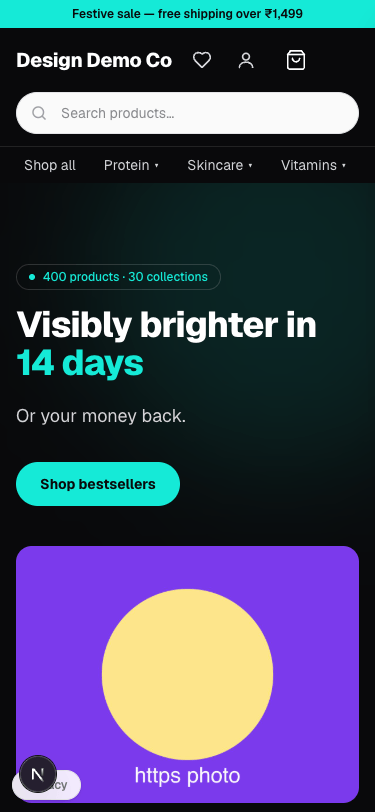 Festive sale — free shipping over ₹1,499
Design Demo Co
Search products...
Shop all Protein Skincare Vitamins
400 products · 30 collections
Visibly brighter in
14 days
Or your money back.
Shop bestsellers
https photo
N